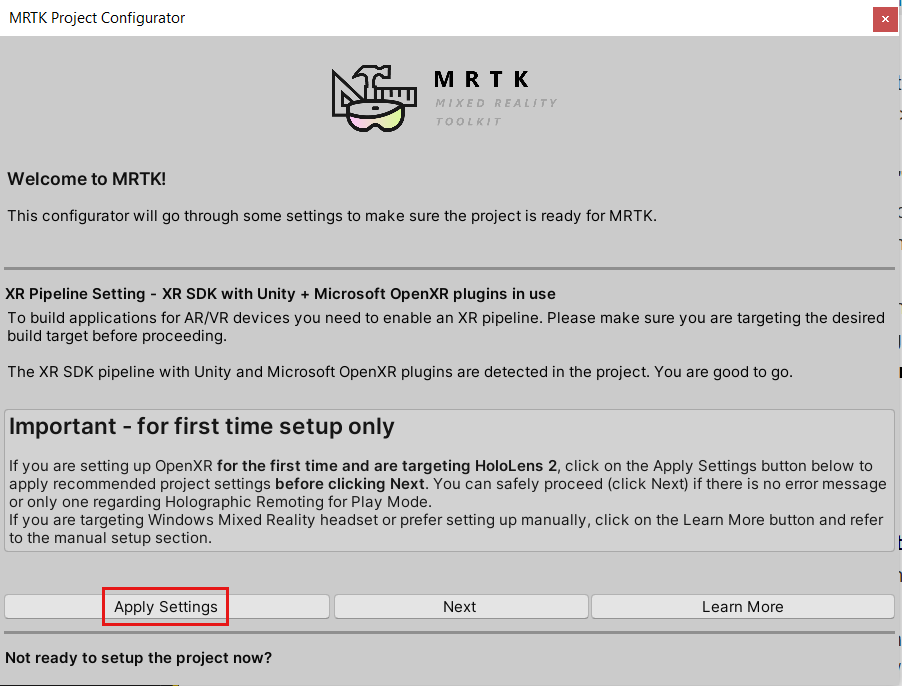 MRTK Project Configurator
MRTK
MIXED REALITY
TOOLKIT
Welcome to MRTK!
This configurator will go through some settings to make sure the project is ready for MRTK.
XR Pipeline Setting - XR SDK with Unity + Microsoft OpenXR plugins in use
To build applications for AR/VR devices you need to enable an XR pipeline. Please make sure you are targeting the desired
build target before proceeding.
The XR SDK pipeline with Unity and Microsoft OpenXR plugins are detected in the project. You are good to go.
Important - for first time setup only
If you are setting up OpenXR for the first time and are targeting HoloLens 2, click on the Apply Settings button below to
apply recommended project settings before clicking Next. You can safely proceed (click Next) if there is no error message
or only one regarding Holographic Remoting for Play Mode.
If you are targeting Windows Mixed Reality headset or prefer setting up manually, click on the Learn More button and refer
to the manual setup section.
Apply Settings
Next
Learn More
Not ready to setup the project now?